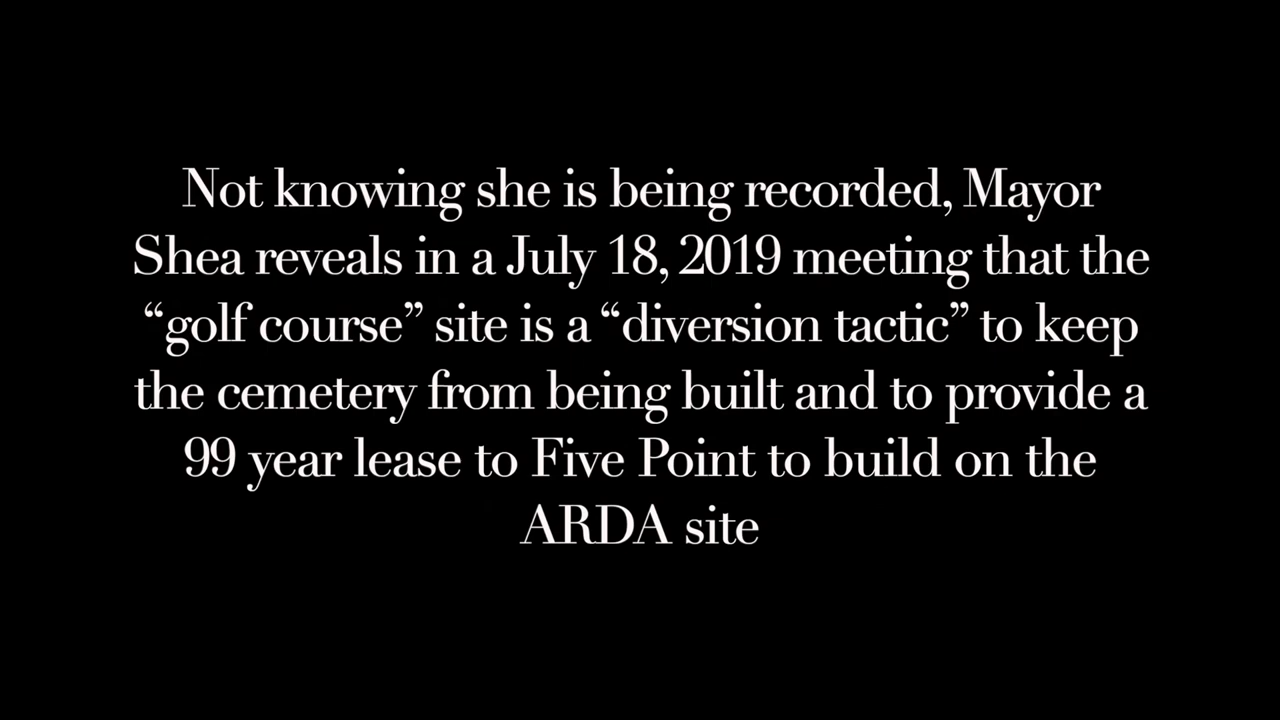 Not knowing she is being recorded, Mayor
Shea reveals in a July 18, 2019 meeting that the
“golf course” site is a “diversion tactic” to keep
the cemetery from being built and to provide a
99 year lease to Five Point to build on the
ARDA site